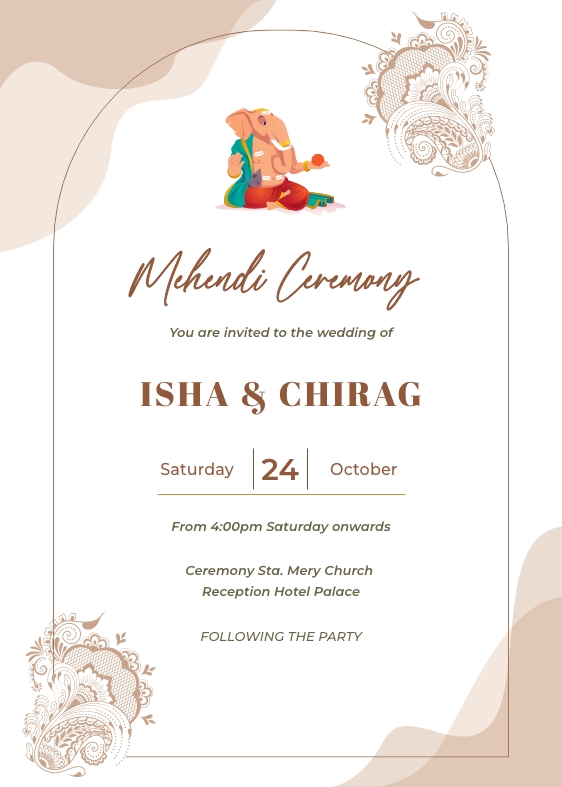 Mehendi Ceremony
You are invited to the wedding of
ISHA & CHIRAG
Saturday 24 October
From 4:00pm Saturday onwards
Ceremony Sta. Mery Church
Reception Hotel Palace
FOLLOWING THE PARTY